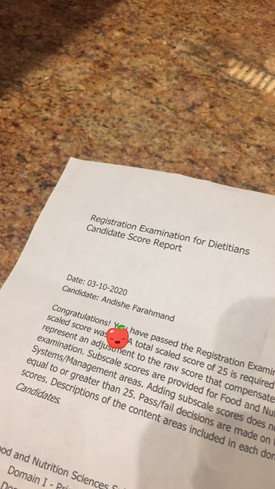 Registration Examination for Dietitians
Candidate Score Report
Date: 03-10-2020
Candidate: Andishe Farahmand
Congratulations! have passed the Registration Examin
scaled score was A total scaled score of 25 is required
represent an adjustment to the raw score that compensate
examination. Subscale scores are provided for Food and Nu
Systems/Management areas. Adding subscale scores does n
equal to or greater than 25. Pass/fail decisions are made on
scores. Descriptions of the content areas included in each dom
Candidates.
ood and Nutrition Sciences
Domain I - Pri